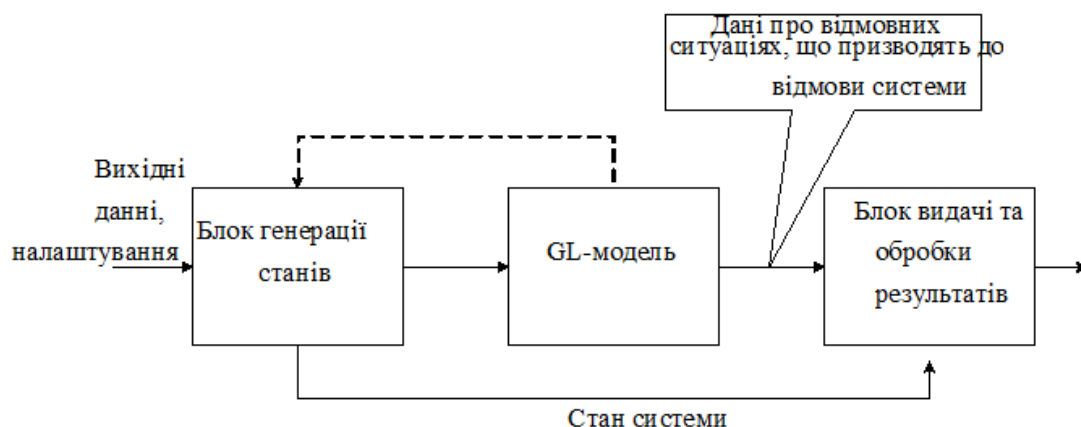 Дані про відмовних
ситуаціях, що призводять до
відмови системи
Вихідні
данні,
налаштування
Блок генерації
станів
GL-модель
Блок видачі та
обробки
результатів
Стан системи